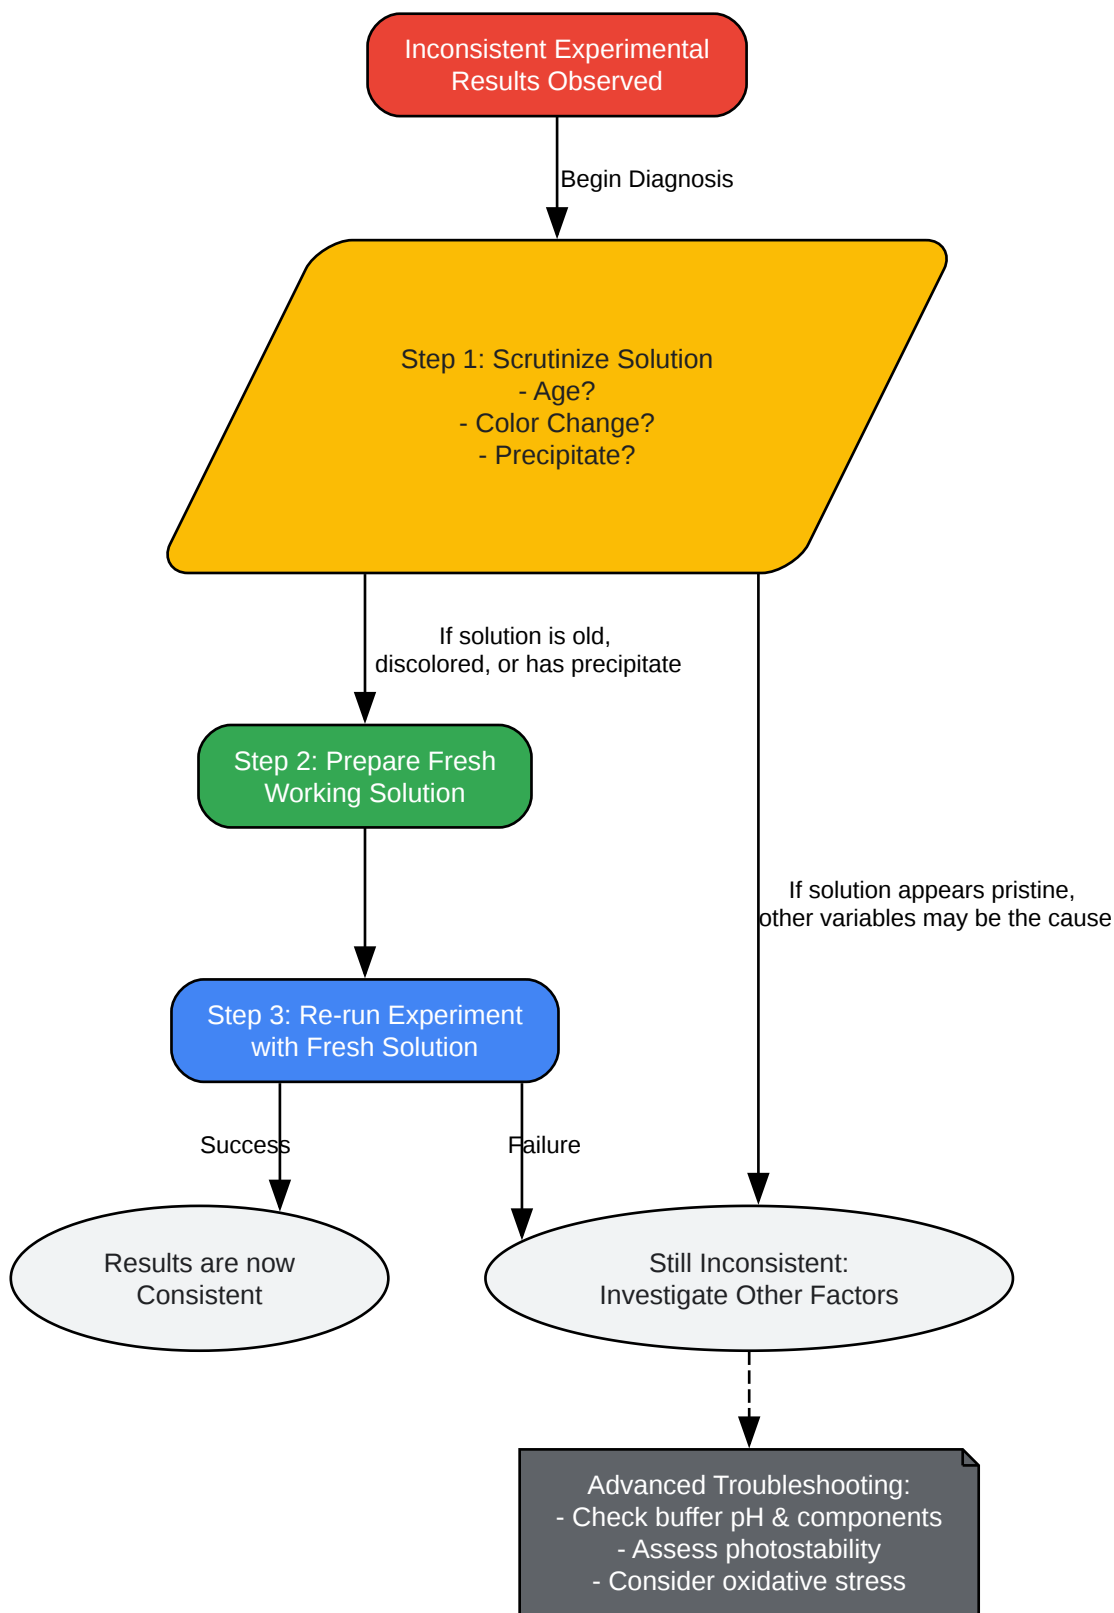 Inconsistent Experimental
Results Observed
Begin Diagnosis
Step 1: Scrutinize Solution
- Age?
- Color Change?
- Precipitate?
If solution is old,
discolored, or has precipitate
Step 2: Prepare Fresh
Working Solution
If solution appears pristine,
other variables may be the cause
Step 3: Re-run Experiment
with Fresh Solution
Success
Failure
Results are now
Consistent
Still Inconsistent:
Investigate Other Factors
Advanced Troubleshooting:
- Check buffer pH & components
- Assess photostability
- Consider oxidative stress